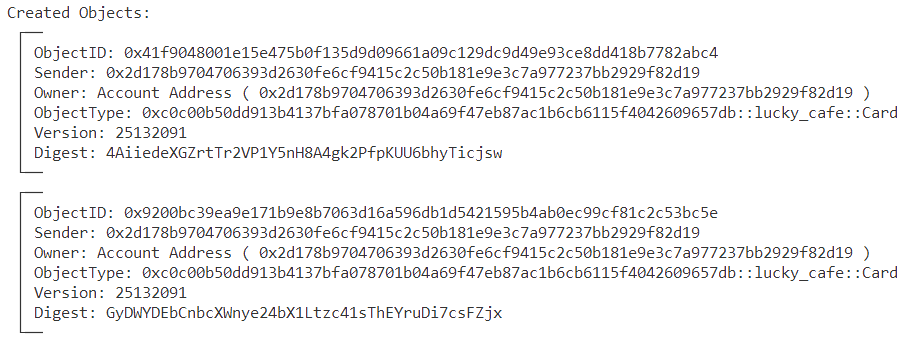 Created Objects:
ObjectID: 0x41f9048001e15e475b0f135d9d09661a09c129dc9d49e93ce8dd418b7782abc4
Sender: 0x2d178b9704706393d2630fe6cf9415c2c50b181e9e3c7a977237bb2929f82d19
Owner: Account Address ( 0x2d178b9704706393d2630fe6cf9415c2c50b181e9e3c7a977237bb2929f82d19 )
ObjectType: 0xc0c00b50dd913b4137bfa078701b04a69f47eb87ac1b6cb6115f4042609657db::lucky_cafe::Card
Version: 25132091
Digest: 4AiiedeXGZrtTr2VP1Y5nH8A4gk2PfpKUU6bhyTicjsw
ObjectID: 0x9200bc39ea9e171b9e8b7063d16a596db1d5421595b4ab0ec99cf81c2c53bc5e
Sender: 0x2d178b9704706393d2630fe6cf9415c2c50b181e9e3c7a977237bb2929f82d19
Owner: Account Address ( 0x2d178b9704706393d2630fe6cf9415c2c50b181e9e3c7a977237bb2929f82d19 )
ObjectType: 0xc0c00b50dd913b4137bfa078701b04a69f47eb87ac1b6cb6115f4042609657db::lucky_cafe::Card
Version: 25132091
Digest: GyDWYDEbCnbcXWnye24bX1Ltzc41sThEYruDi7csFZjx